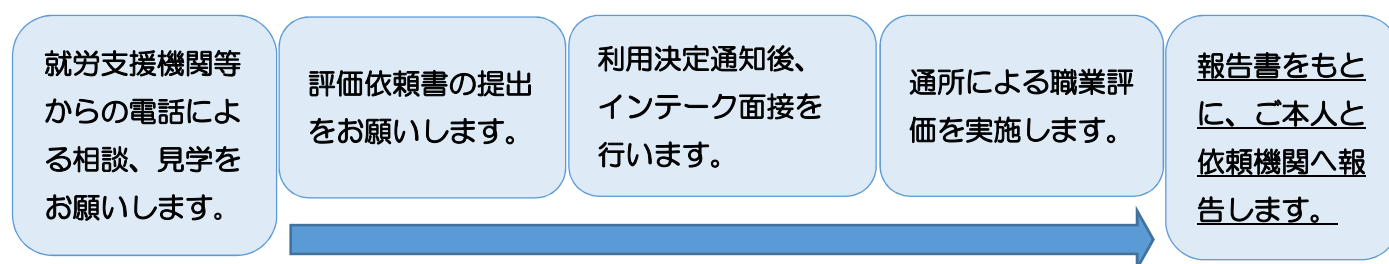 就労支援機関等
からの電話によ
る相談、見学を
お願いします。
評価依頼書の提出
をお願いします。
利用決定通知後、
インテーク面接を
行います。
通所による職業評
価を実施します。
報告書をもと
に、ご本人と
依頼機関へ報
告します。